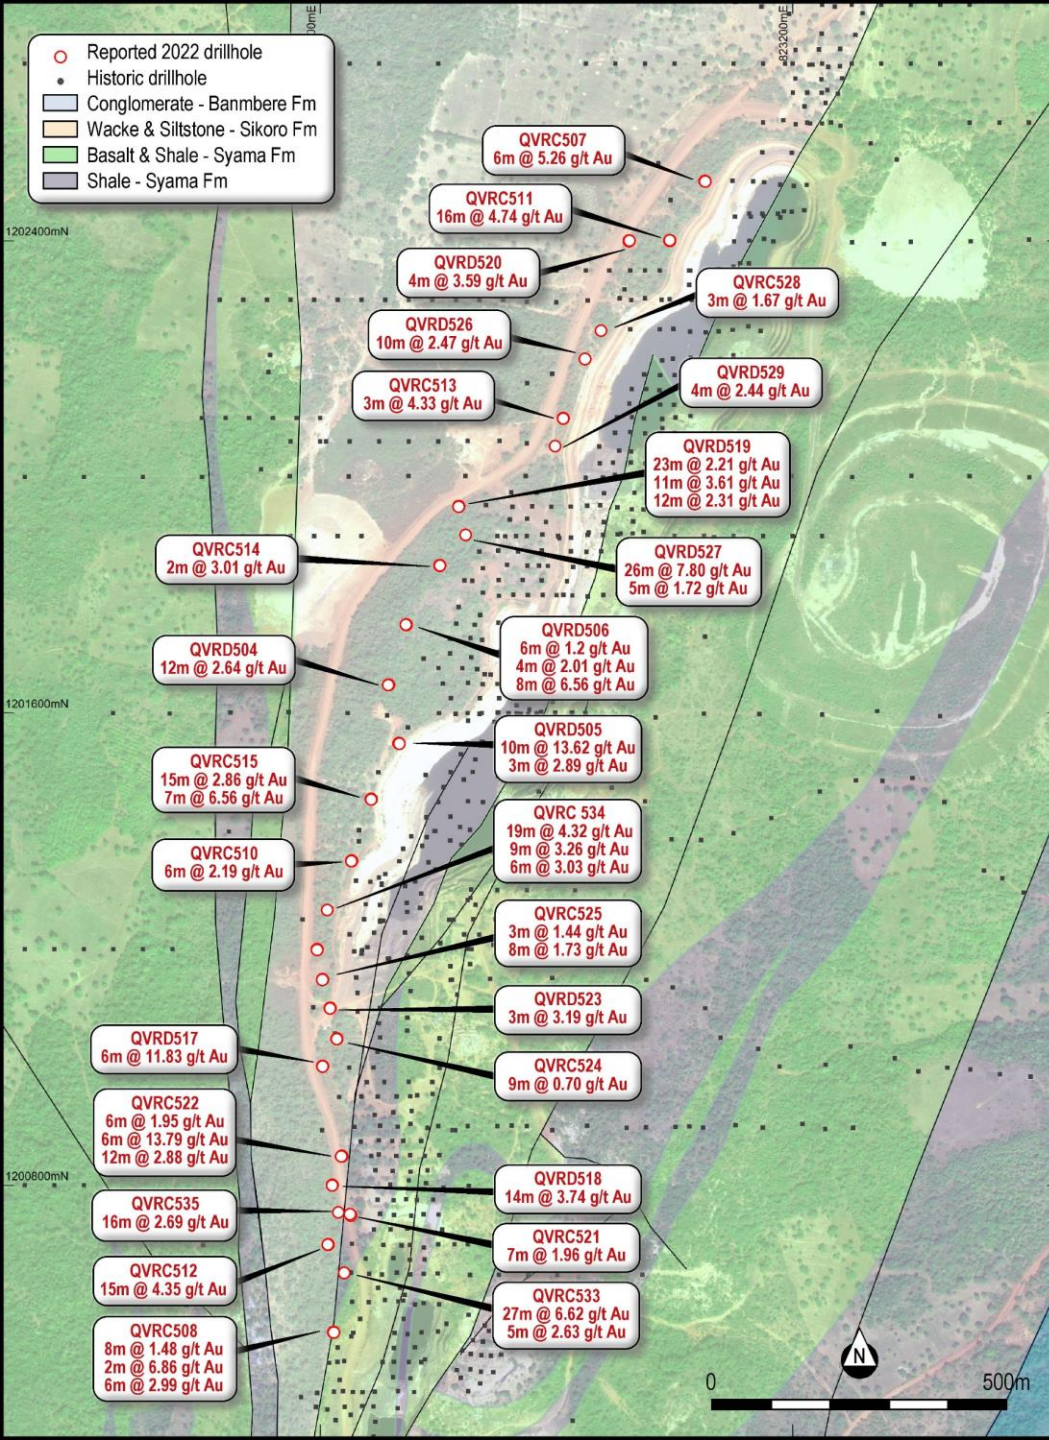 Reported 2022 drillhole
Historic drillhole
Conglomerate - Banmbere Fm
Wacke & Siltstone - Sikoro Fm
Basalt & Shale - Syama Fm
Shale - Syama Fm
823200mE
QVRC507
6m @ 5.26 g/t Au
QVRC511
16m @ 4.74 g/t Au
1202400mN
QVRD520
4m @ 3.59 g/t Au
QVRC528
3m @ 1.67 g/t Au
QVRD526
10m @ 2.47 g/t Au
QVRD529
4m @ 2.44 g/t Au
QVRC513
3m @ 4.33 g/t Au
QVRD519
23m @ 2.21 g/t Au
11m @ 3.61 g/t Au
12m @ 2.31 g/t Au
QVRC514
2m @ 3.01 g/t Au
QVRD527
26m @ 7.80 g/t Au
5m @ 1.72 g/t Au
QVRD506
6m @ 1.2 g/t Au
4m @ 2.01 g/t Au
8m @ 6.56 g/t Au
QVRD504
12m @ 2.64 g/t Au
1201600mN
QVRD505
10m @ 13.62 g/t Au
3m @ 2.89 g/t Au
QVRC515
15m @ 2.86 g/t Au
7m @ 6.56 g/t Au
QVRC 534
19m @ 4.32 g/t Au
9m @ 3.26 g/t Au
6m @ 3.03 g/t Au
QVRC510
6m @ 2.19 g/t Au
QVRC525
3m @ 1.44 g/t Au
8m @ 1.73 g/t Au
QVRD523
3m @ 3.19 g/t Au
QVRD517
6m @ 11.83 g/t Au
QVRC524
9m @ 0.70 g/t Au
QVRC522
6m @ 1.95 g/t Au
6m @ 13.79 g/t Au
12m @ 2.88 g/t Au
1200800mN
QVRD518
14m @ 3.74 g/t Au
QVRC535
16m @ 2.69 g/t Au
QVRC521
7m @ 1.96 g/t Au
QVRC512
15m @ 4.35 g/t Au
QVRC533
27m @ 6.62 g/t Au
5m @ 2.63 g/t Au
QVRC508
8m @ 1.48 g/t Au
2m @ 6.86 g/t Au
6m @ 2.99 g/t Au
N
0 500m